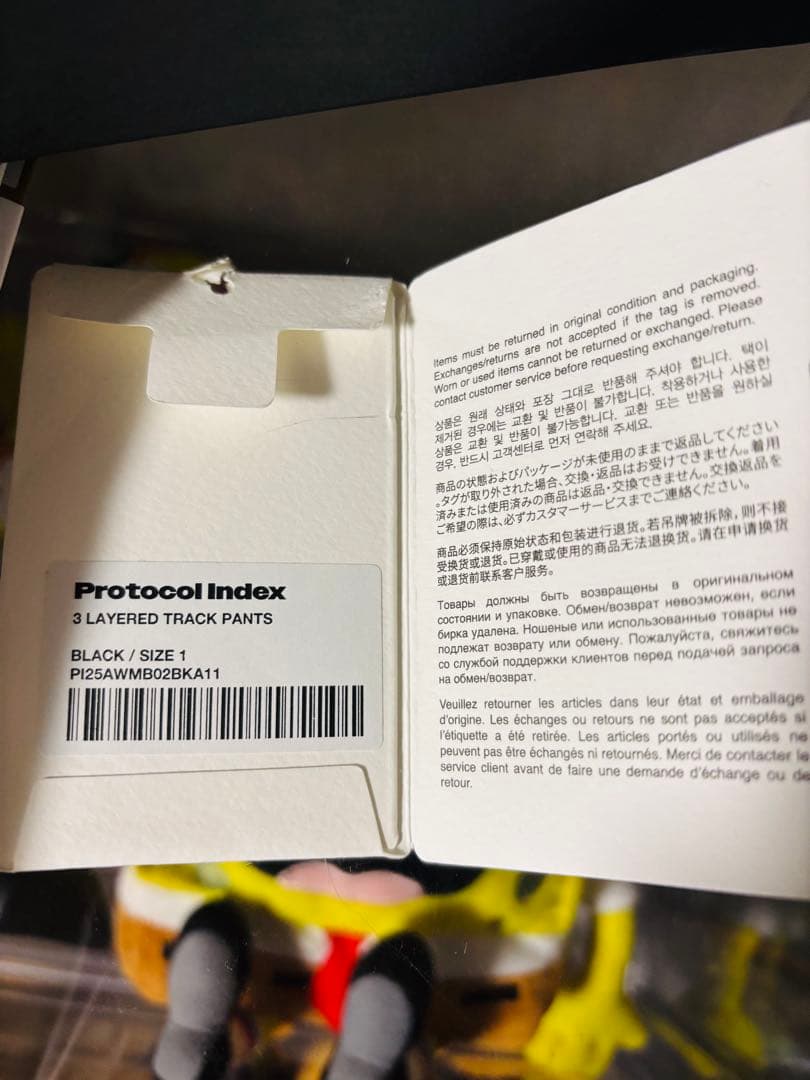 Protocol Index
3 LAYERED TRACK PANTS
BLACK / SIZE 1
PI25AWMB02BKA11
Items must be returned in original condition and packaging.
Exchanges/returns are not accepted if the tag is removed.
Worn or used items cannot be returned or exchanged. Please
contact customer service before requesting exchange/return.
상품은 원래 상태와 포장 그대로 반품해 주셔야 합니다. 택이
제거된 경우에는 교환 및 반품이 불가합니다. 착용하거나 사용한
상품은 교환 및 반품이 불가능합니다. 교환 또는 반품을 원하실
경우, 반드시 고객센터로 먼저 연락해 주세요.
商品の状態およびパッケージが未使用のままで返品してください
。タグが取り外された場合、交換・返品はお受けできません。着用
済みまたは使用済みの商品は返品・交換できません。交換返品を
ご希望の際は、必ずカスタマーサービスまでご連絡ください。
商品必须保持原始状态和包装进行退货。若吊牌被拆除，则不接
受换货或退货。已穿戴或使用的商品无法退换货。请在申请换货
或退货前联系客户服务。
Товары должны быть возвращены в оригинальном
состоянии и упаковке. Обмен/возврат невозможен, если
бирка удалена. Ношеные или использованные товары не
подлежат возврату или обмену. Пожалуйста, свяжитесь
со службой поддержки клиентов перед подачей запроса
на обмен/возврат.
Veuillez retourner les articles dans leur état et emballage
d'origine. Les échanges ou retours ne sont pas acceptés si
l'étiquette a été retirée. Les articles portés ou utilisés ne
peuvent pas être échangés ni retournés. Merci de contacter le
service client avant de faire une demande d'échange ou de
retour.